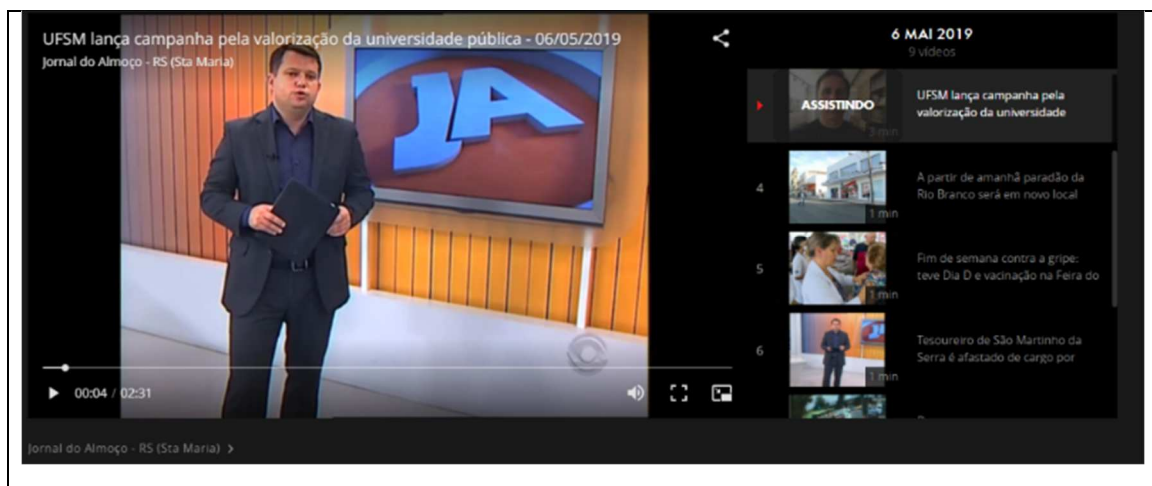 UFSM lança campanha pela valorização da universidade pública - 06/05/2019
Jornal do Almoço - RS (Sta Maria)
JA
00:04 / 02:31
6 MAI 2019
9 vídeos
ASSISTINDO
3 min
UFSM lança campanha pela
valorização da universidade
4
1 min
A partir de amanhã paradão da
Rio Branco será em novo local
5
1 min
Fim de semana contra a gripe:
teve Dia D e vacinação na Feira do
6
JA
1 min
Tesoureiro de São Martinho da
Serra é afastado de cargo por
Jornal do Almoço - RS (Sta Maria) >